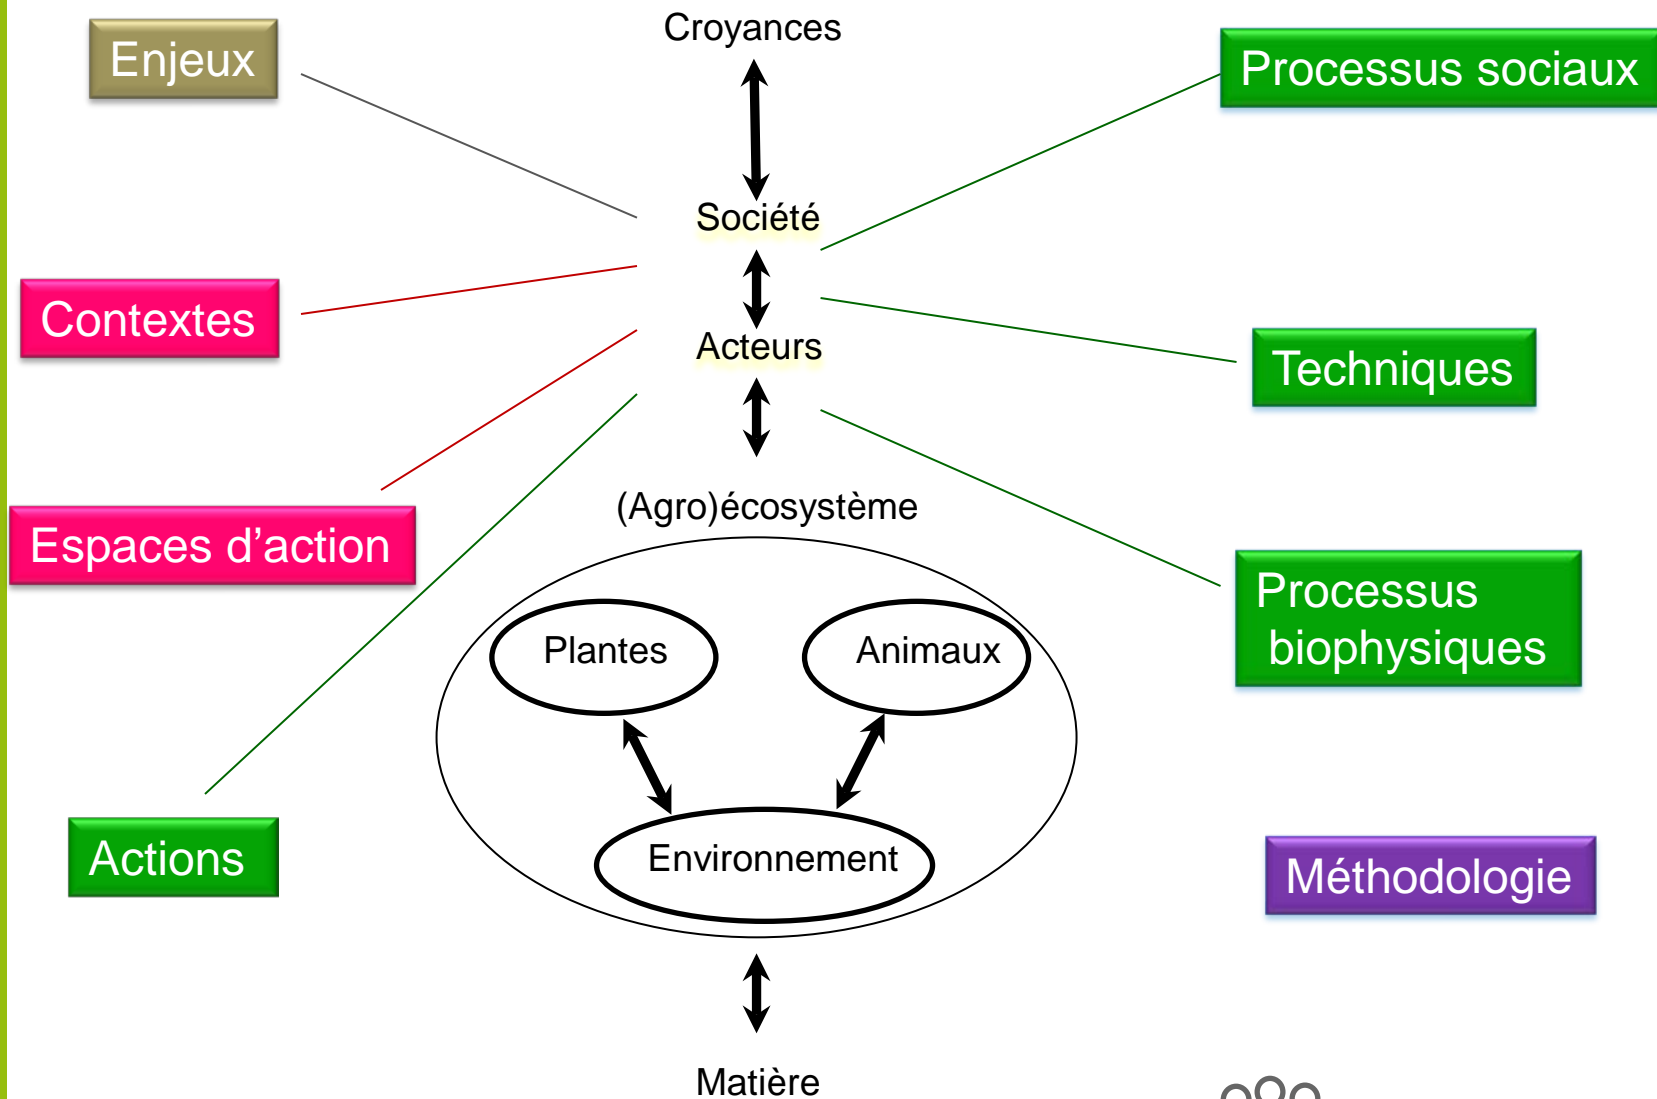 Croyances
Enjeux
Processus sociaux
Société
Contextes
Acteurs
Techniques
(Agro)écosystème
Espaces d’action
Processus
biophysiques
Plantes
Animaux
Environnement
Actions
Méthodologie
Matière